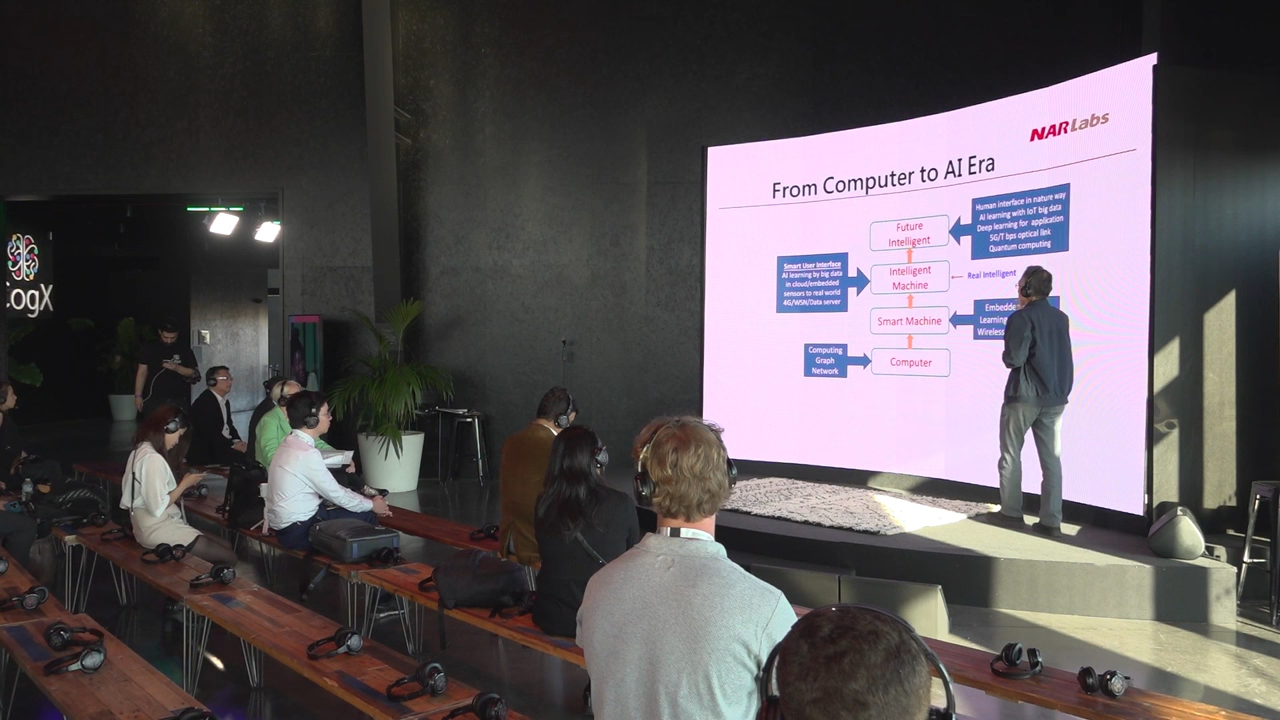 NARLabs
From Computer to AI Era
Human interface in nature way
AI learning with IoT big data
Deep learning for application
5G/T bps optical link
Quantum computing
Future
Intelligent
Smart User Interface
AI learning by big data
in cloud/embedded
sensors to real world
4G/WSN/Data server
Intelligent
Machine
Real Intelligent
Smart Machine
Embedde
Learning
Wireless
Computing
Graph
Network
Computer
ogX